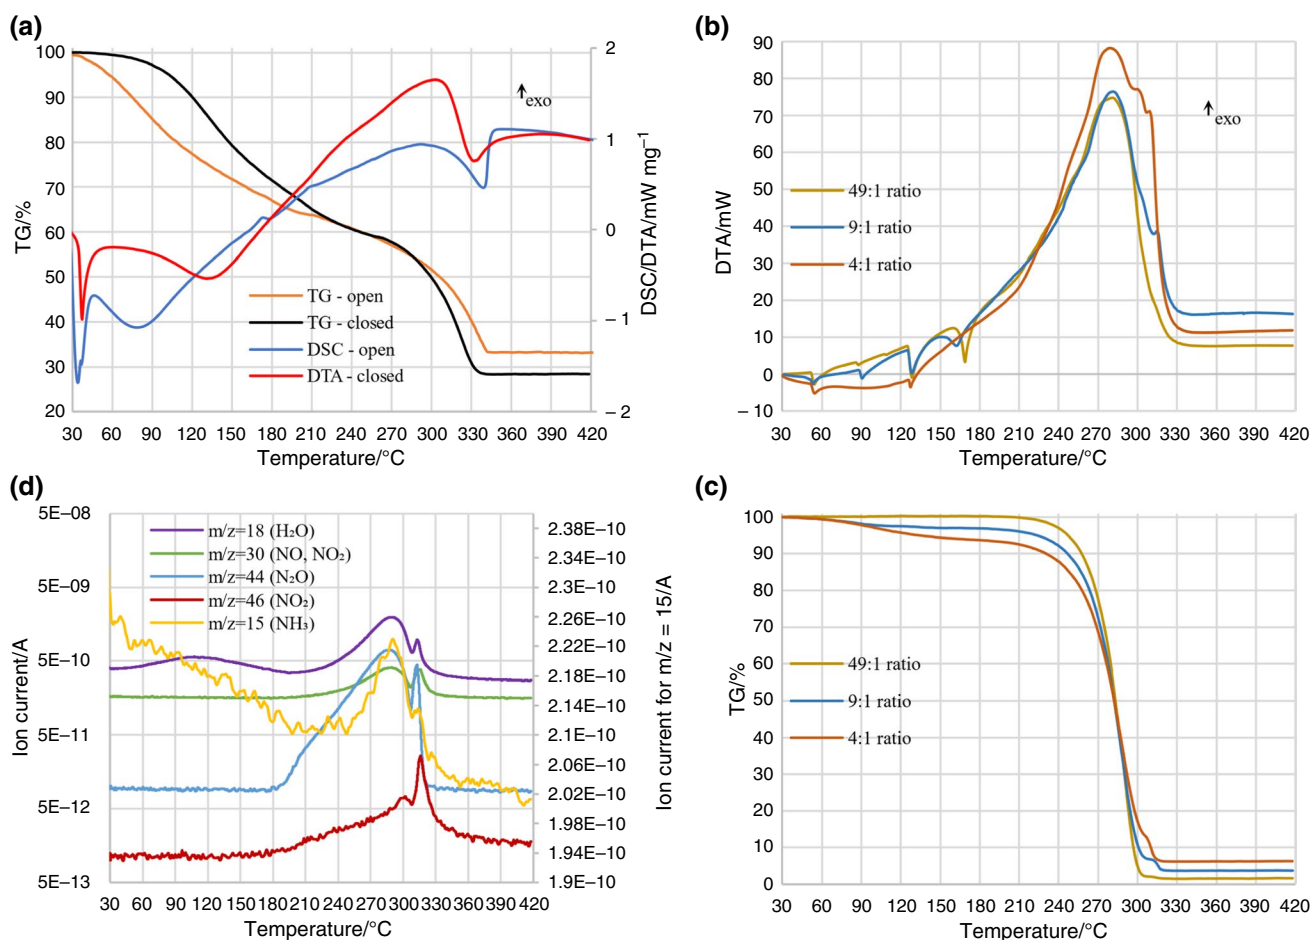 (a)
100
90
80
70
60
50
40
30
20
TG/%
2
1
0
– 1
– 2
DSC/DTA/mW mg⁻¹
exo
TG - open
TG - closed
DSC - open
DTA - closed
30 60 90 120 150 180 210 240 270 300 330 360 390 420
Temperature/°C
(b)
90
80
70
60
50
40
30
20
10
0
– 10
DTA/mW
exo
49:1 ratio
9:1 ratio
4:1 ratio
30 60 90 120 150 180 210 240 270 300 330 360 390 420
Temperature/°C
(d)
5E–08
5E–09
5E–10
5E–11
5E–12
5E–13
Ion current/A
m/z=18 (H₂O)
m/z=30 (NO, NO₂)
m/z=44 (N₂O)
m/z=46 (NO₂)
m/z=15 (NH₃)
2.38E–10
2.34E–10
2.3E–10
2.26E–10
2.22E–10
2.18E–10
2.14E–10
2.1E–10
2.06E–10
2.02E–10
1.98E–10
1.94E–10
1.9E–10
Ion current for m/z = 15/A
30 60 90 120 150 180 210 240 270 300 330 360 390 420
Temperature/°C
(c)
100
90
80
70
60
50
40
30
20
10
0
TG/%
49:1 ratio
9:1 ratio
4:1 ratio
30 60 90 120 150 180 210 240 270 300 330 360 390 420
Temperature/°C